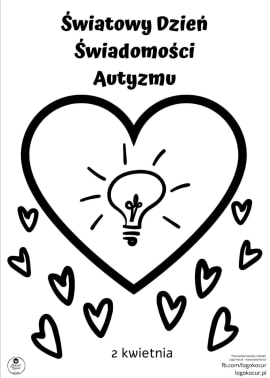 Światowy Dzień
Świadomości
Autyzmu
2 kwietnia
fb.com/logokocur
logokocur.pl